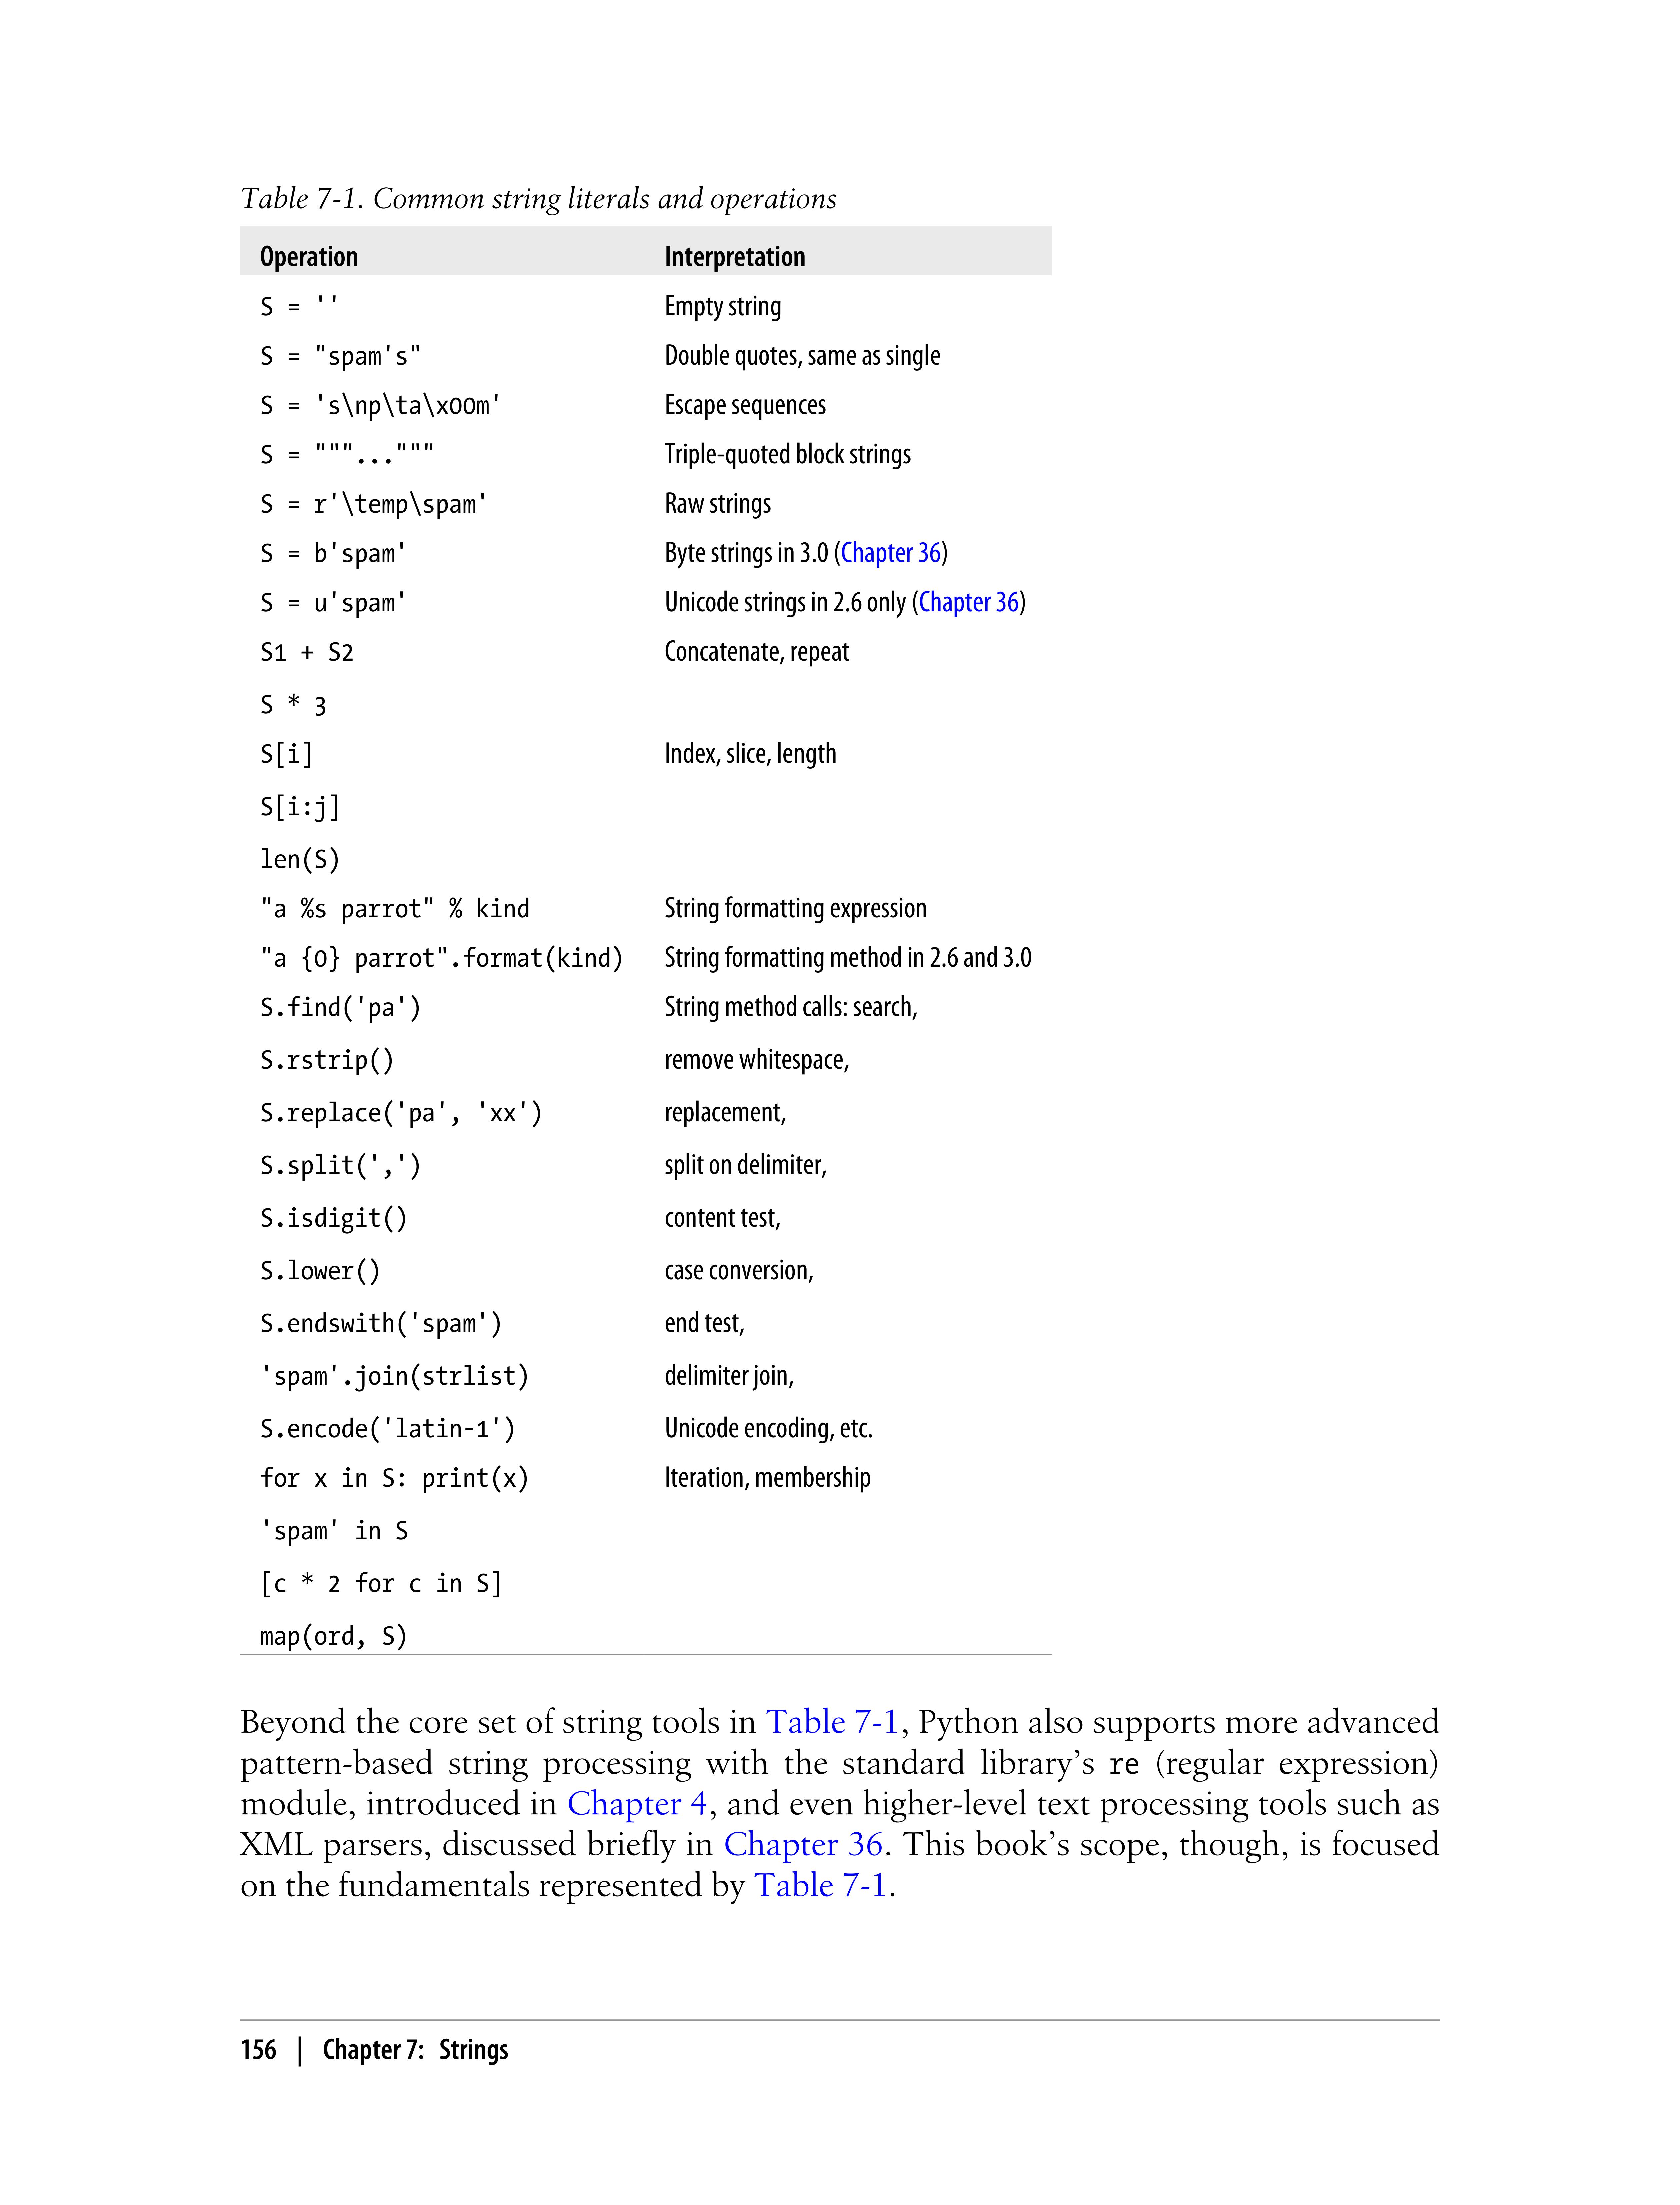 Table 7-1. Common string literals and operations
Operation Interpretation
S = '' Empty string
S = "spam's" Double quotes, same as single
S = 's\np\ta\x00m' Escape sequences
S = """...""" Triple-quoted block strings
S = r'\temp\spam' Raw strings
S = b'spam' Byte strings in 3.0 (Chapter 36)
S = u'spam' Unicode strings in 2.6 only (Chapter 36)
S1 + S2 Concatenate, repeat
S * 3
S[i] Index, slice, length
S[i:j]
len(S)
"a %s parrot" % kind String formatting expression
"a {0} parrot".format(kind) String formatting method in 2.6 and 3.0
S.find('pa') String method calls: search,
S.rstrip() remove whitespace,
S.replace('pa', 'xx') replacement,
S.split(',') split on delimiter,
S.isdigit() content test,
S.lower() case conversion,
S.endswith('spam') end test,
'spam'.join(strlist) delimiter join,
S.encode('latin-1') Unicode encoding, etc.
for x in S: print(x) Iteration, membership
'spam' in S
[c * 2 for c in S]
map(ord, S)
Beyond the core set of string tools in Table 7-1, Python also supports more advanced
pattern-based string processing with the standard library’s re (regular expression)
module, introduced in Chapter 4, and even higher-level text processing tools such as
XML parsers, discussed briefly in Chapter 36. This book’s scope, though, is focused
on the fundamentals represented by Table 7-1.
156 | Chapter 7: Strings